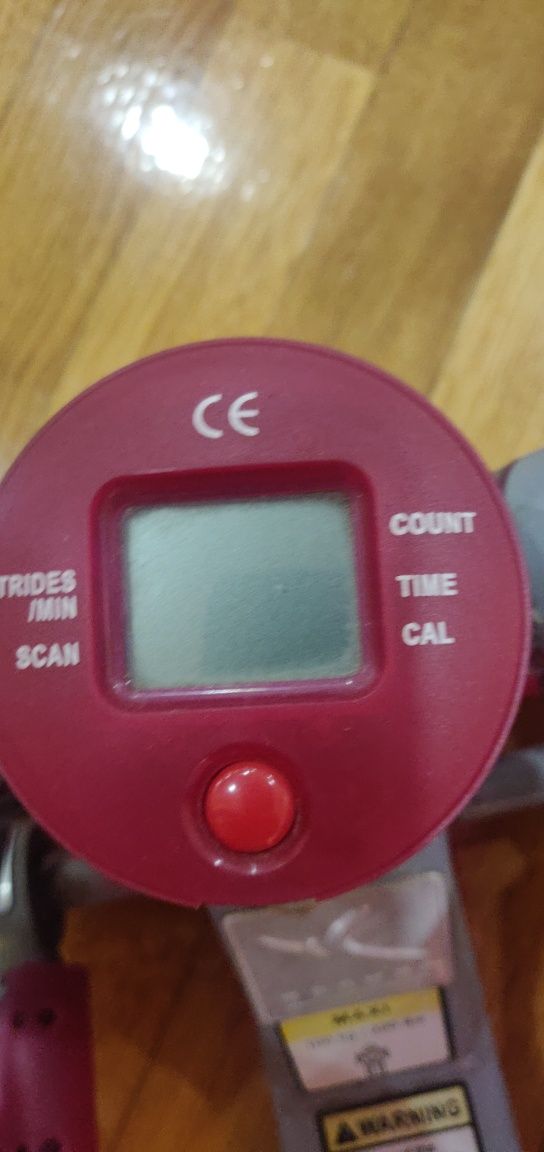 CE
COUNT
TRIDES
/MIN
TIME
SCAN
CAL
WARNING